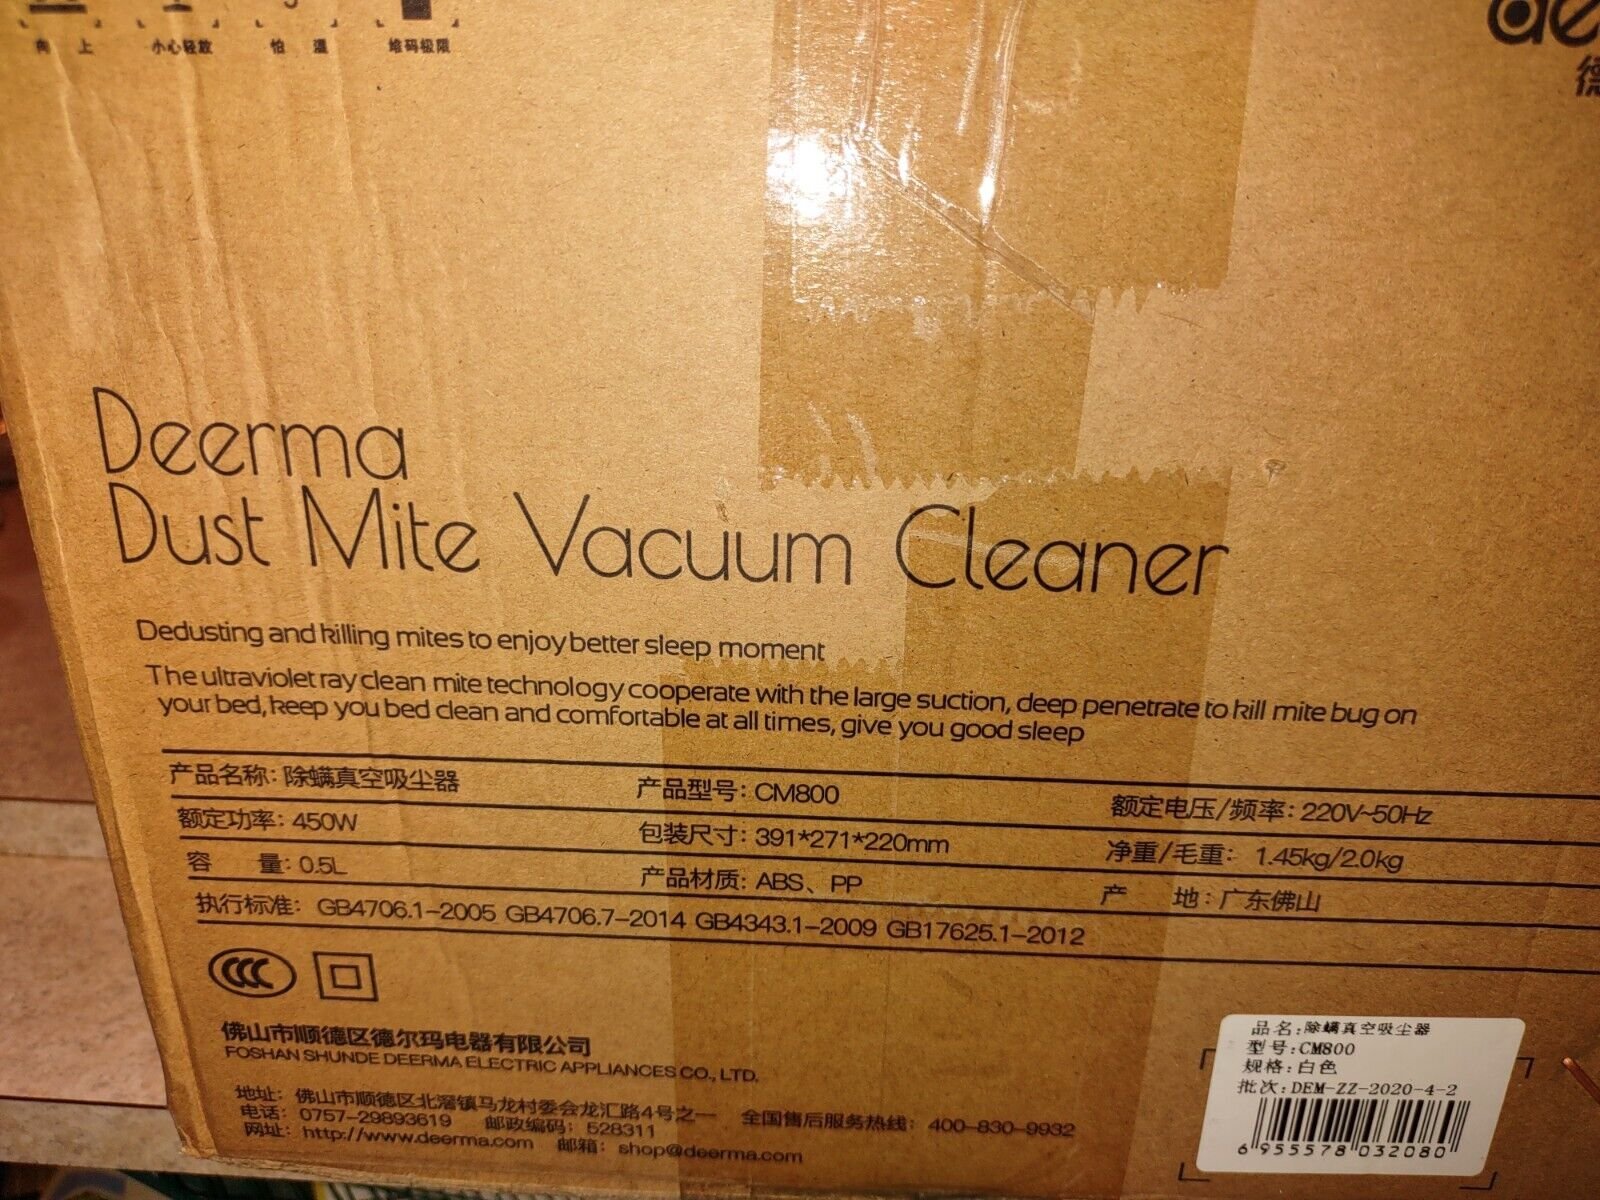 向 上 小心轻放 怕 湿 堆码极限
de
德
Deerma
Dust Mite Vacuum Cleaner
Dedusting and killing mites to enjoy better sleep moment
The ultraviolet ray clean mite technology cooperate with the large suction, deep penetrate to kill mite bug on
your bed, keep you bed clean and comfortable at all times, give you good sleep
产品名称: 除螨真空吸尘器 产品型号: CM800 额定电压/频率: 220V~50Hz
额定功率: 450W 包装尺寸: 391*271*220mm 净重/毛重: 1.45kg/2.0kg
容 量: 0.5L 产品材质: ABS、PP 产 地: 广东佛山
执行标准: GB4706.1-2005 GB4706.7-2014 GB4343.1-2009 GB17625.1-2012
CCC
佛山市顺德区德尔玛电器有限公司
FOSHAN SHUNDE DEERMA ELECTRIC APPLIANCES CO., LTD.
地址: 佛山市顺德区北滘镇马龙村委会龙汇路4号之一 全国售后服务热线: 400-830-9932
电话: 0757-29893619 邮政编码: 528311
网址: http://www.deerma.com 邮箱: shop@deerma.com
品名:除螨真空吸尘器
型号:CM800
规格:白色
批次:DEM-ZZ-2020-4-2
6 955578 032080